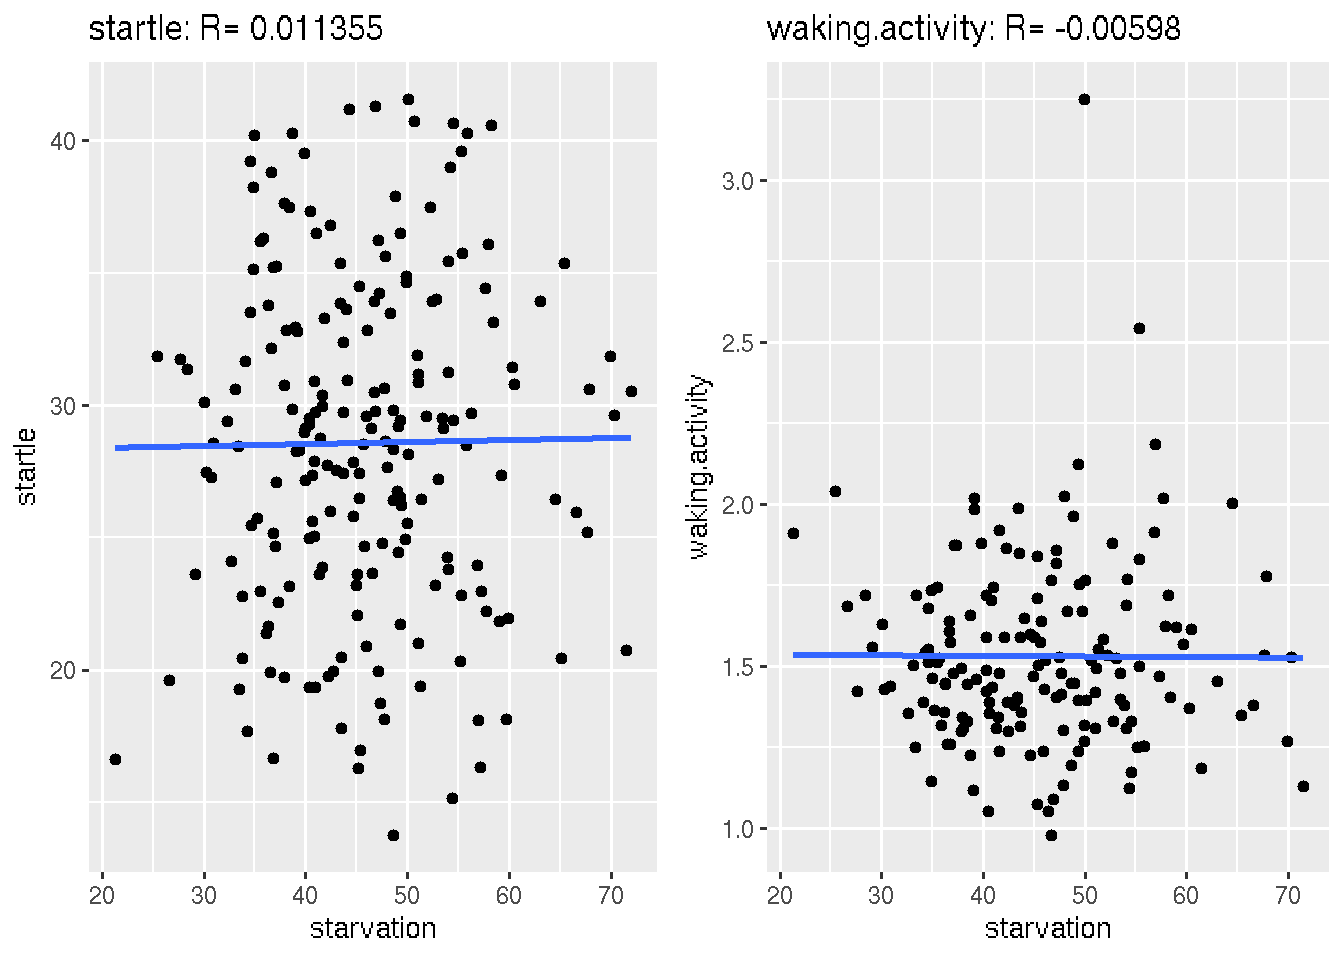 startle: R= 0.011355
40
30
20
startle
20 30 40 50 60 70
starvation
waking.activity: R= -0.00598
3.0
2.5
2.0
1.5
1.0
waking.activity
20 30 40 50 60 70
starvation